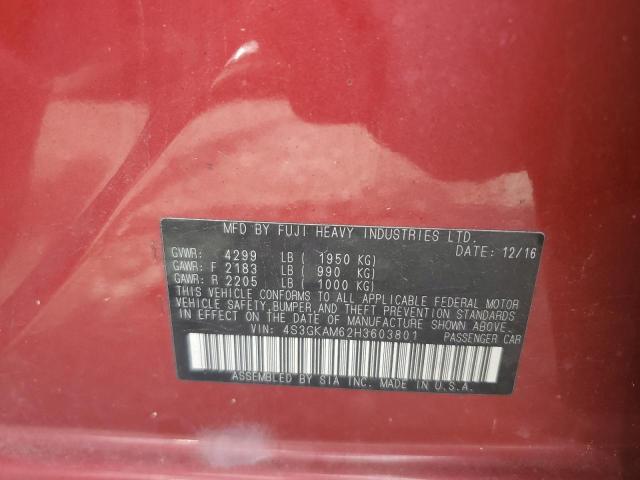 MFD BY FUJI HEAVY INDUSTRIES LTD.
DATE: 12/16
GVWR: 4299 LB ( 1950 KG)
GAWR: F 2183 LB ( 990 KG)
GAWR: R 2205 LB ( 1000 KG)
THIS VEHICLE CONFORMS TO ALL APPLICABLE FEDERAL MOTOR
VEHICLE SAFETY, BUMPER, AND THEFT PREVENTION STANDARDS
IN EFFECT ON THE DATE OF MANUFACTURE SHOWN ABOVE.
VIN: 4S3GKAM62H3603801 PASSENGER CAR
ASSEMBLED BY SIA INC. MADE IN U.S.A.